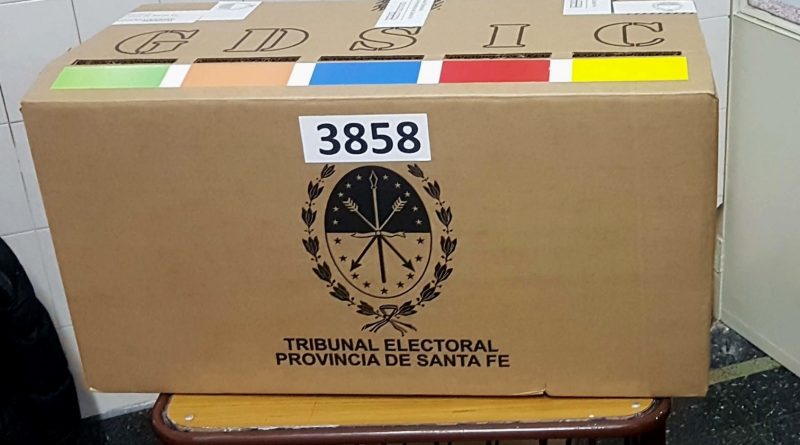 G D S I C
3858
TRIBUNAL ELECTORAL
PROVINCIA DE SANTA FE